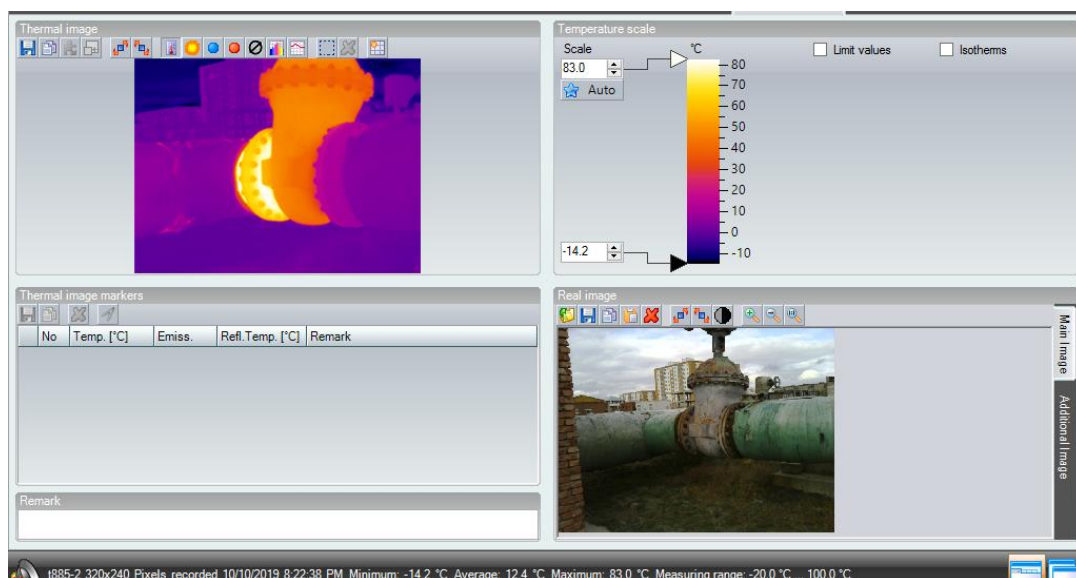 Thermal image
Temperature scale
Scale
°C
Limit values
Isotherms
83.0
Auto
80
70
60
50
40
30
20
10
0
-10
-14.2
Thermal image markers
No Temp. [°C] Emiss. Refl.Temp. [°C] Remark
Real image
Main Image
Additional Image
Remark
t885-2 320x240 Pixels recorded 10/10/2019 8:22:38 PM Minimum: -14.2 °C Average: 12.4 °C Maximum: 83.0 °C Measuring range: -20.0 °C ... 100.0 °C